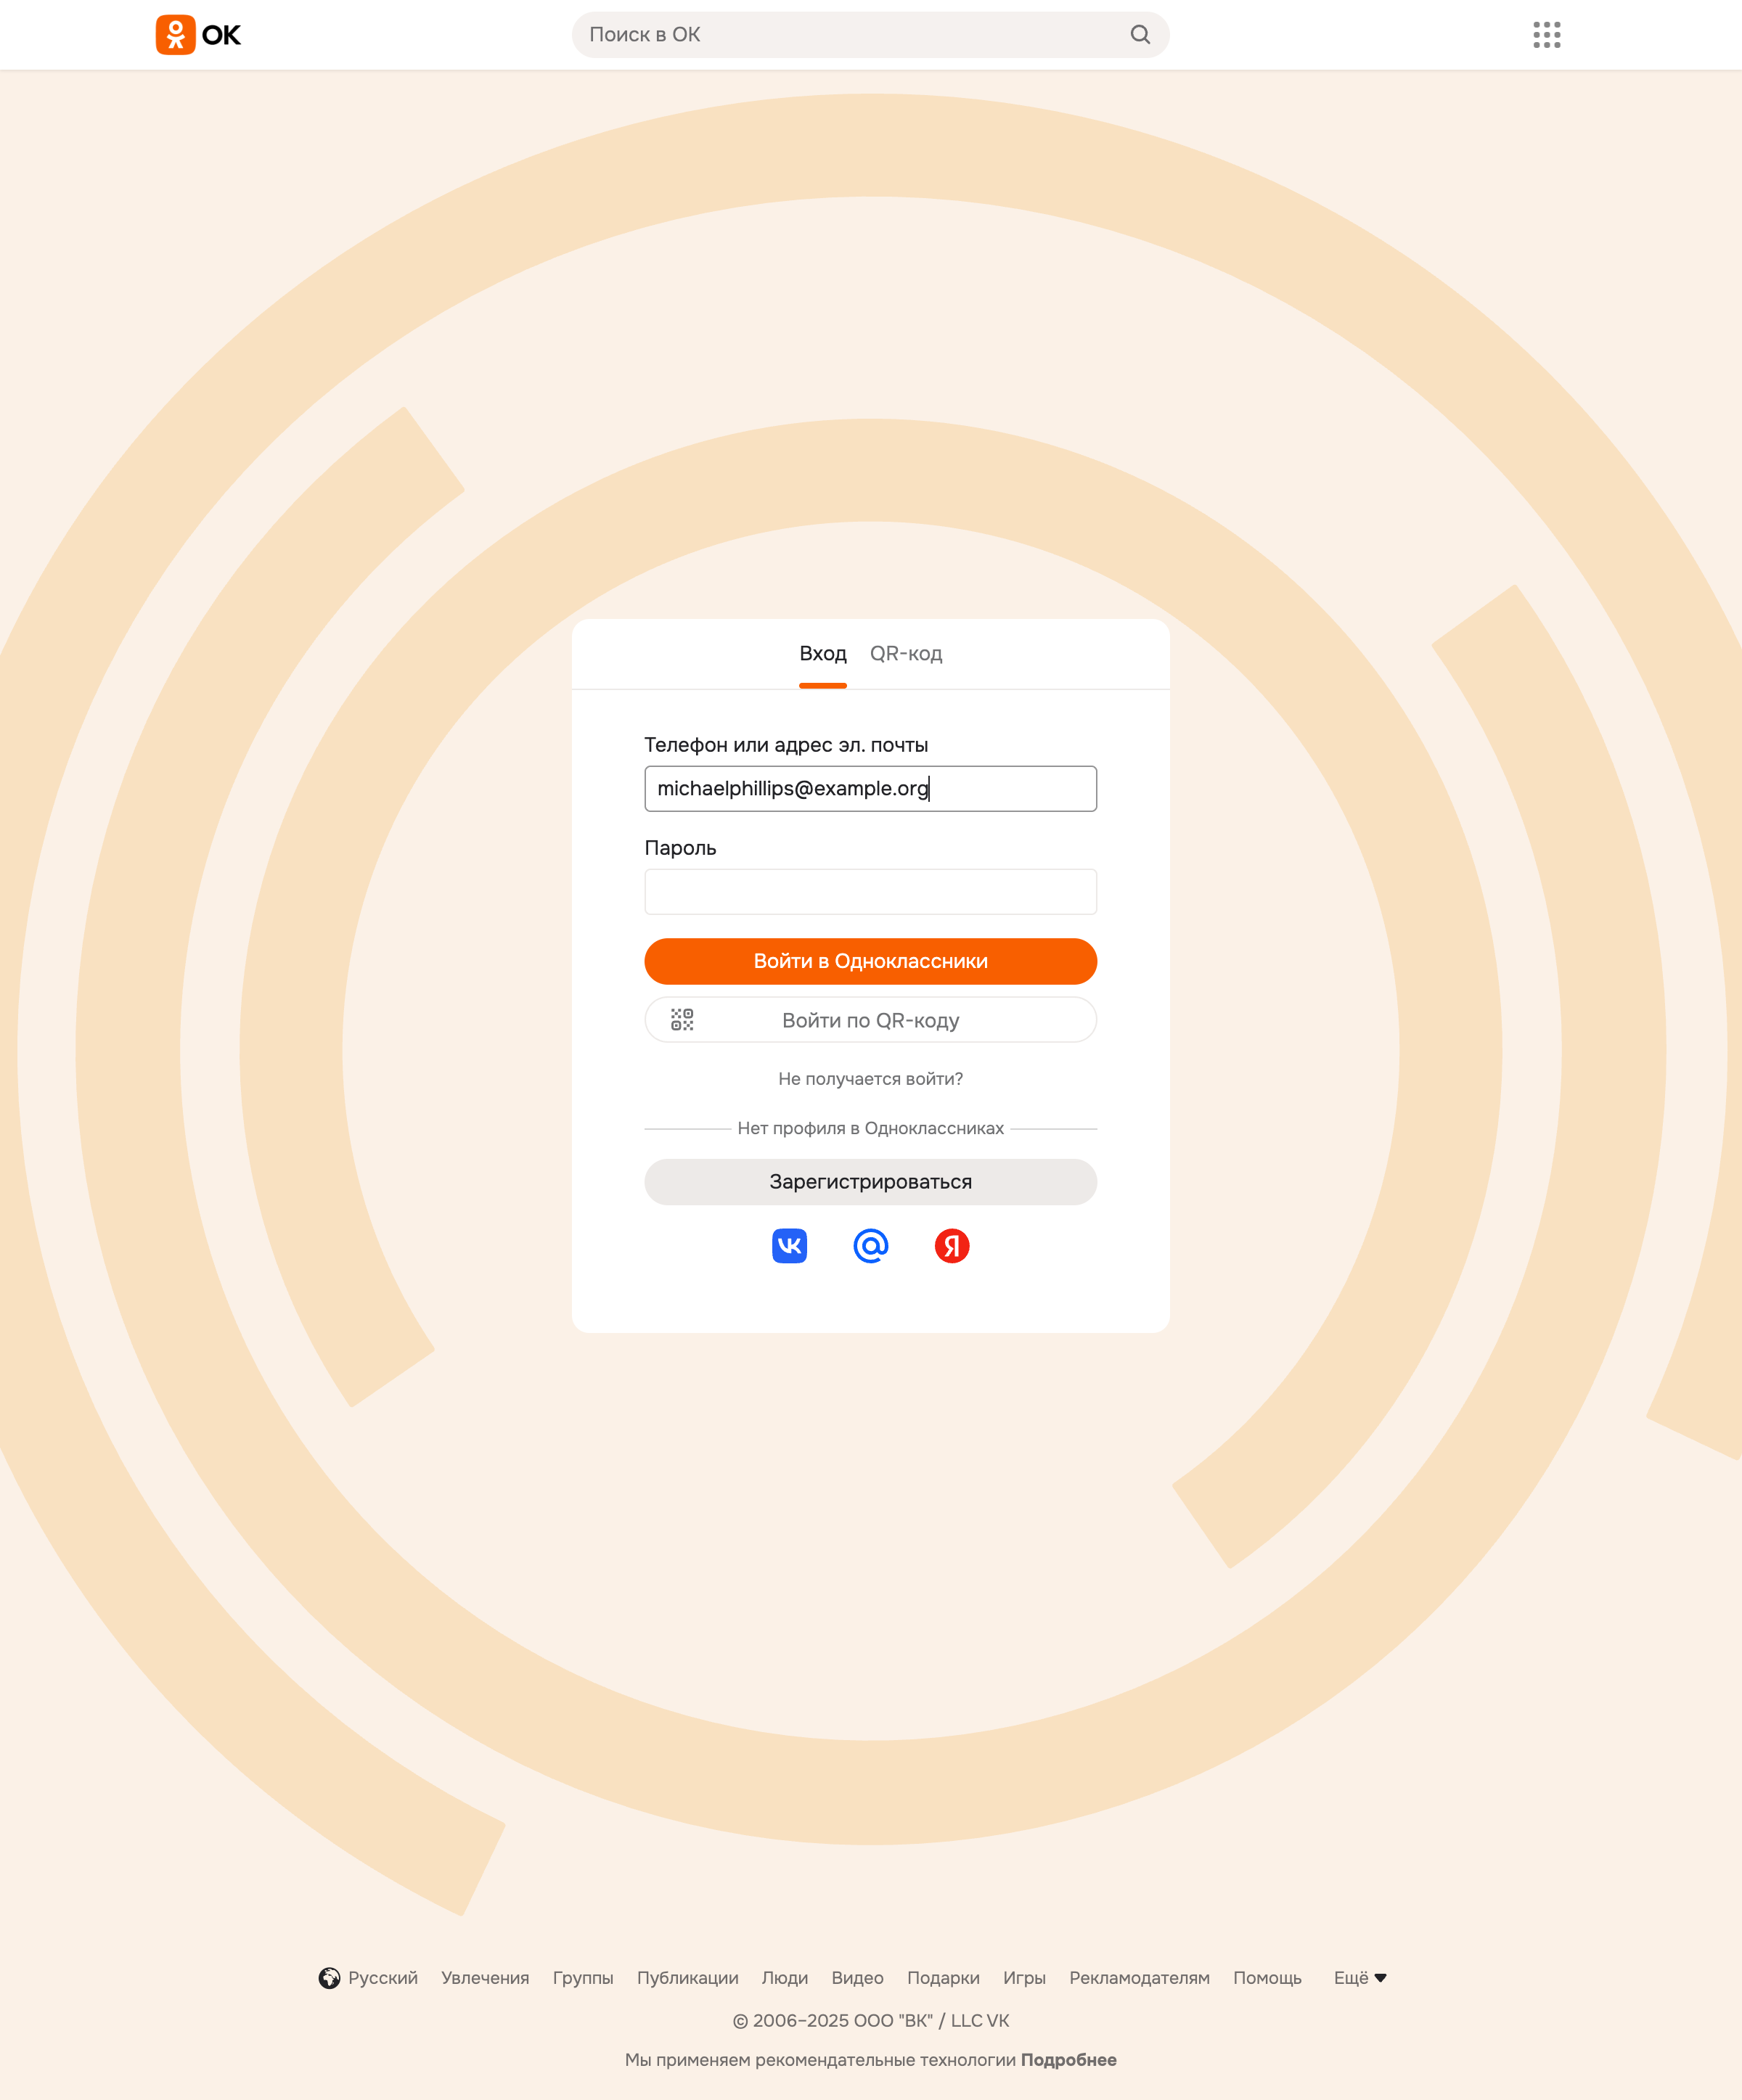 ОК
Поиск в ОК
Вход QR-код
Телефон или адрес эл. почты
michaelphillips@example.org
Пароль
Войти в Одноклассники
Войти по QR-коду
Не получается войти?
Нет профиля в Одноклассниках
Зарегистрироваться
VK @ Я
Русский Увлечения Группы Публикации Люди Видео Подарки Игры Рекламодателям Помощь Ещё
© 2006–2025 ООО "ВК" / LLC VK
Мы применяем рекомендательные технологии Подробнее